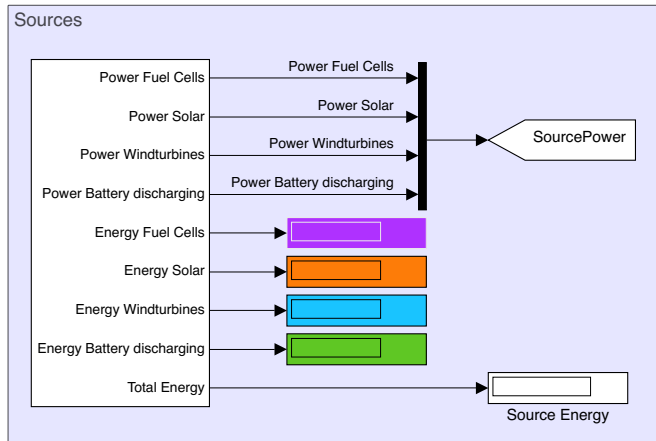 Sources
Power Fuel Cells
Power Fuel Cells
Power Solar
Power Solar
SourcePower
Power Windturbines
Power Windturbines
Power Battery discharging
Power Battery discharging
Energy Fuel Cells
Energy Solar
Energy Windturbines
Energy Battery discharging
Total Energy
Source Energy